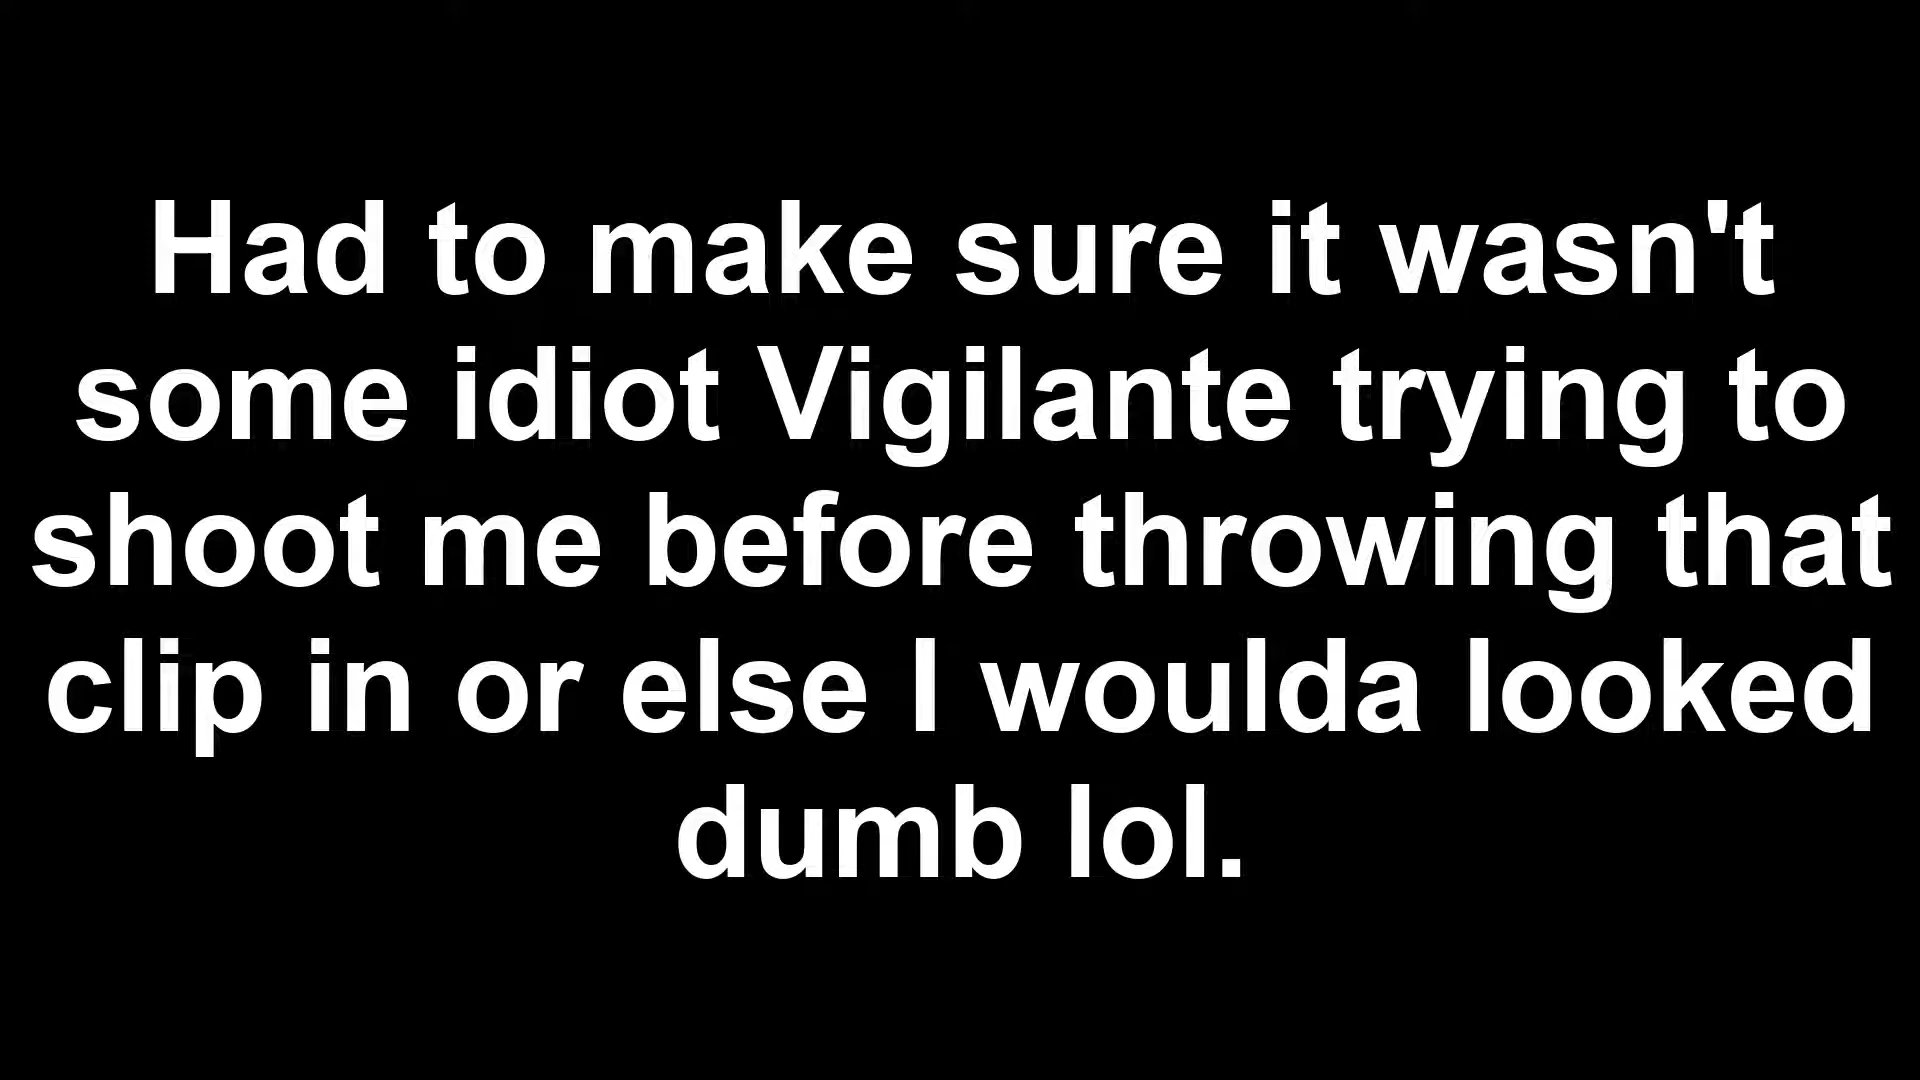 Had to make sure it wasn't
some idiot Vigilante trying to
shoot me before throwing that
clip in or else I woulda looked
dumb lol.